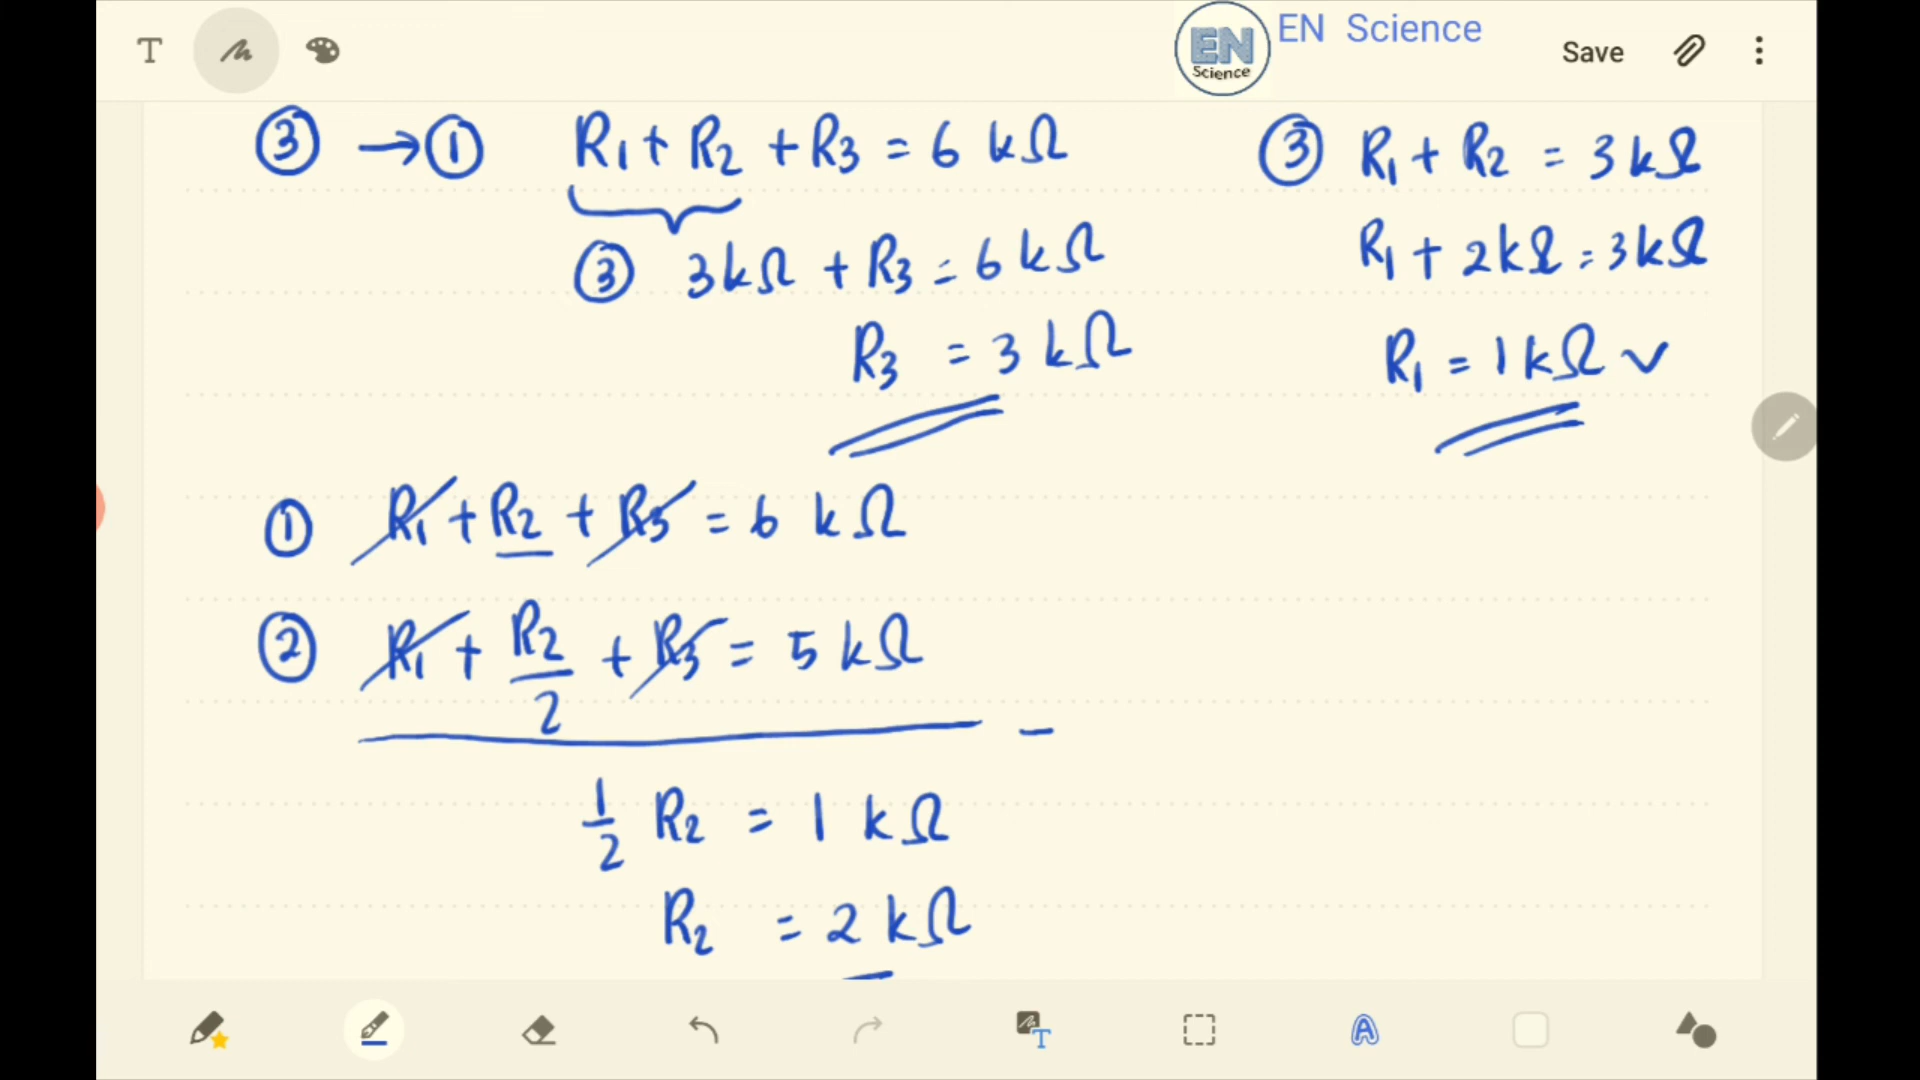 T
EN Science
EN Science
Save
③ → ① R1 + R2 + R3 = 6 kΩ
③ 3kΩ + R3 = 6 kΩ
R3 = 3 kΩ
③ R1 + R2 = 3 kΩ
R1 + 2kΩ = 3kΩ
R1 = 1 kΩ ✓
① R1 + R2 + R3 = 6 kΩ
② R1 + R2/2 + R3 = 5 kΩ
−
1/2 R2 = 1 kΩ
R2 = 2 kΩ
T
A